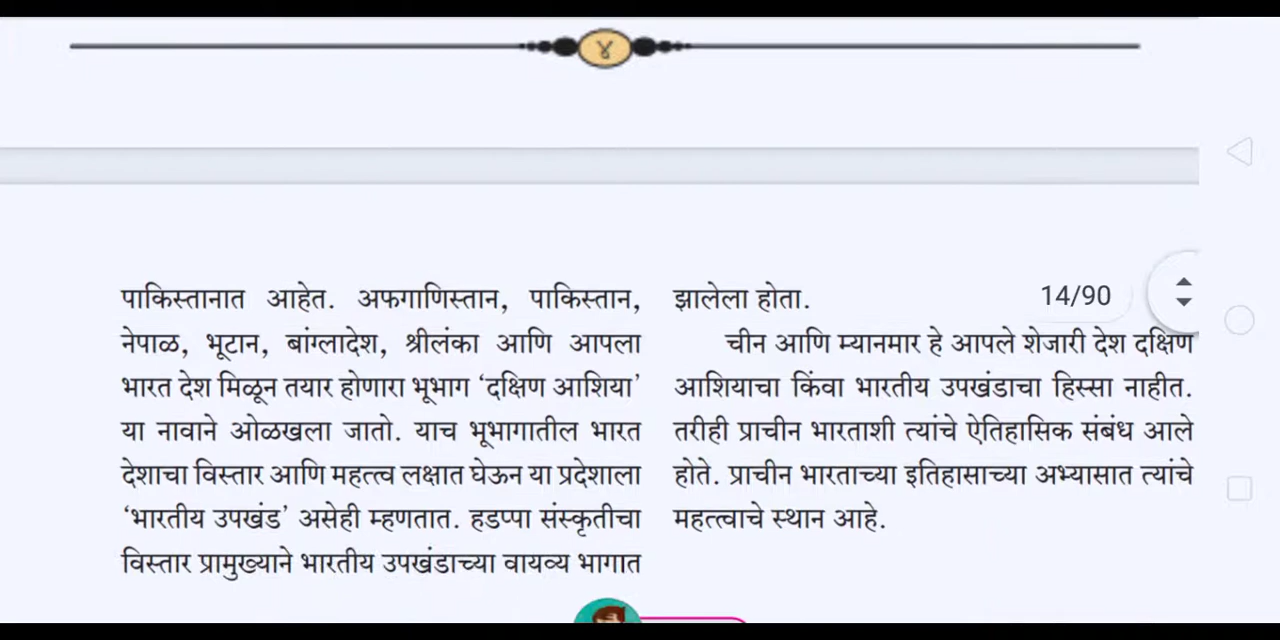 ४
पाकिस्तानात आहेत. अफगाणिस्तान, पाकिस्तान,
नेपाळ, भूटान, बांग्लादेश, श्रीलंका आणि आपला
भारत देश मिळून तयार होणारा भूभाग ‘दक्षिण आशिया’
या नावाने ओळखला जातो. याच भूभागातील भारत
देशाचा विस्तार आणि महत्त्व लक्षात घेऊन या प्रदेशाला
‘भारतीय उपखंड’ असेही म्हणतात. हडप्पा संस्कृतीचा
विस्तार प्रामुख्याने भारतीय उपखंडाच्या वायव्य भागात
झालेला होता.
14/90
चीन आणि म्यानमार हे आपले शेजारी देश दक्षिण
आशियाचा किंवा भारतीय उपखंडाचा हिस्सा नाहीत.
तरीही प्राचीन भारताशी त्यांचे ऐतिहासिक संबंध आले
होते. प्राचीन भारताच्या इतिहासाच्या अभ्यासात त्यांचे
महत्त्वाचे स्थान आहे.